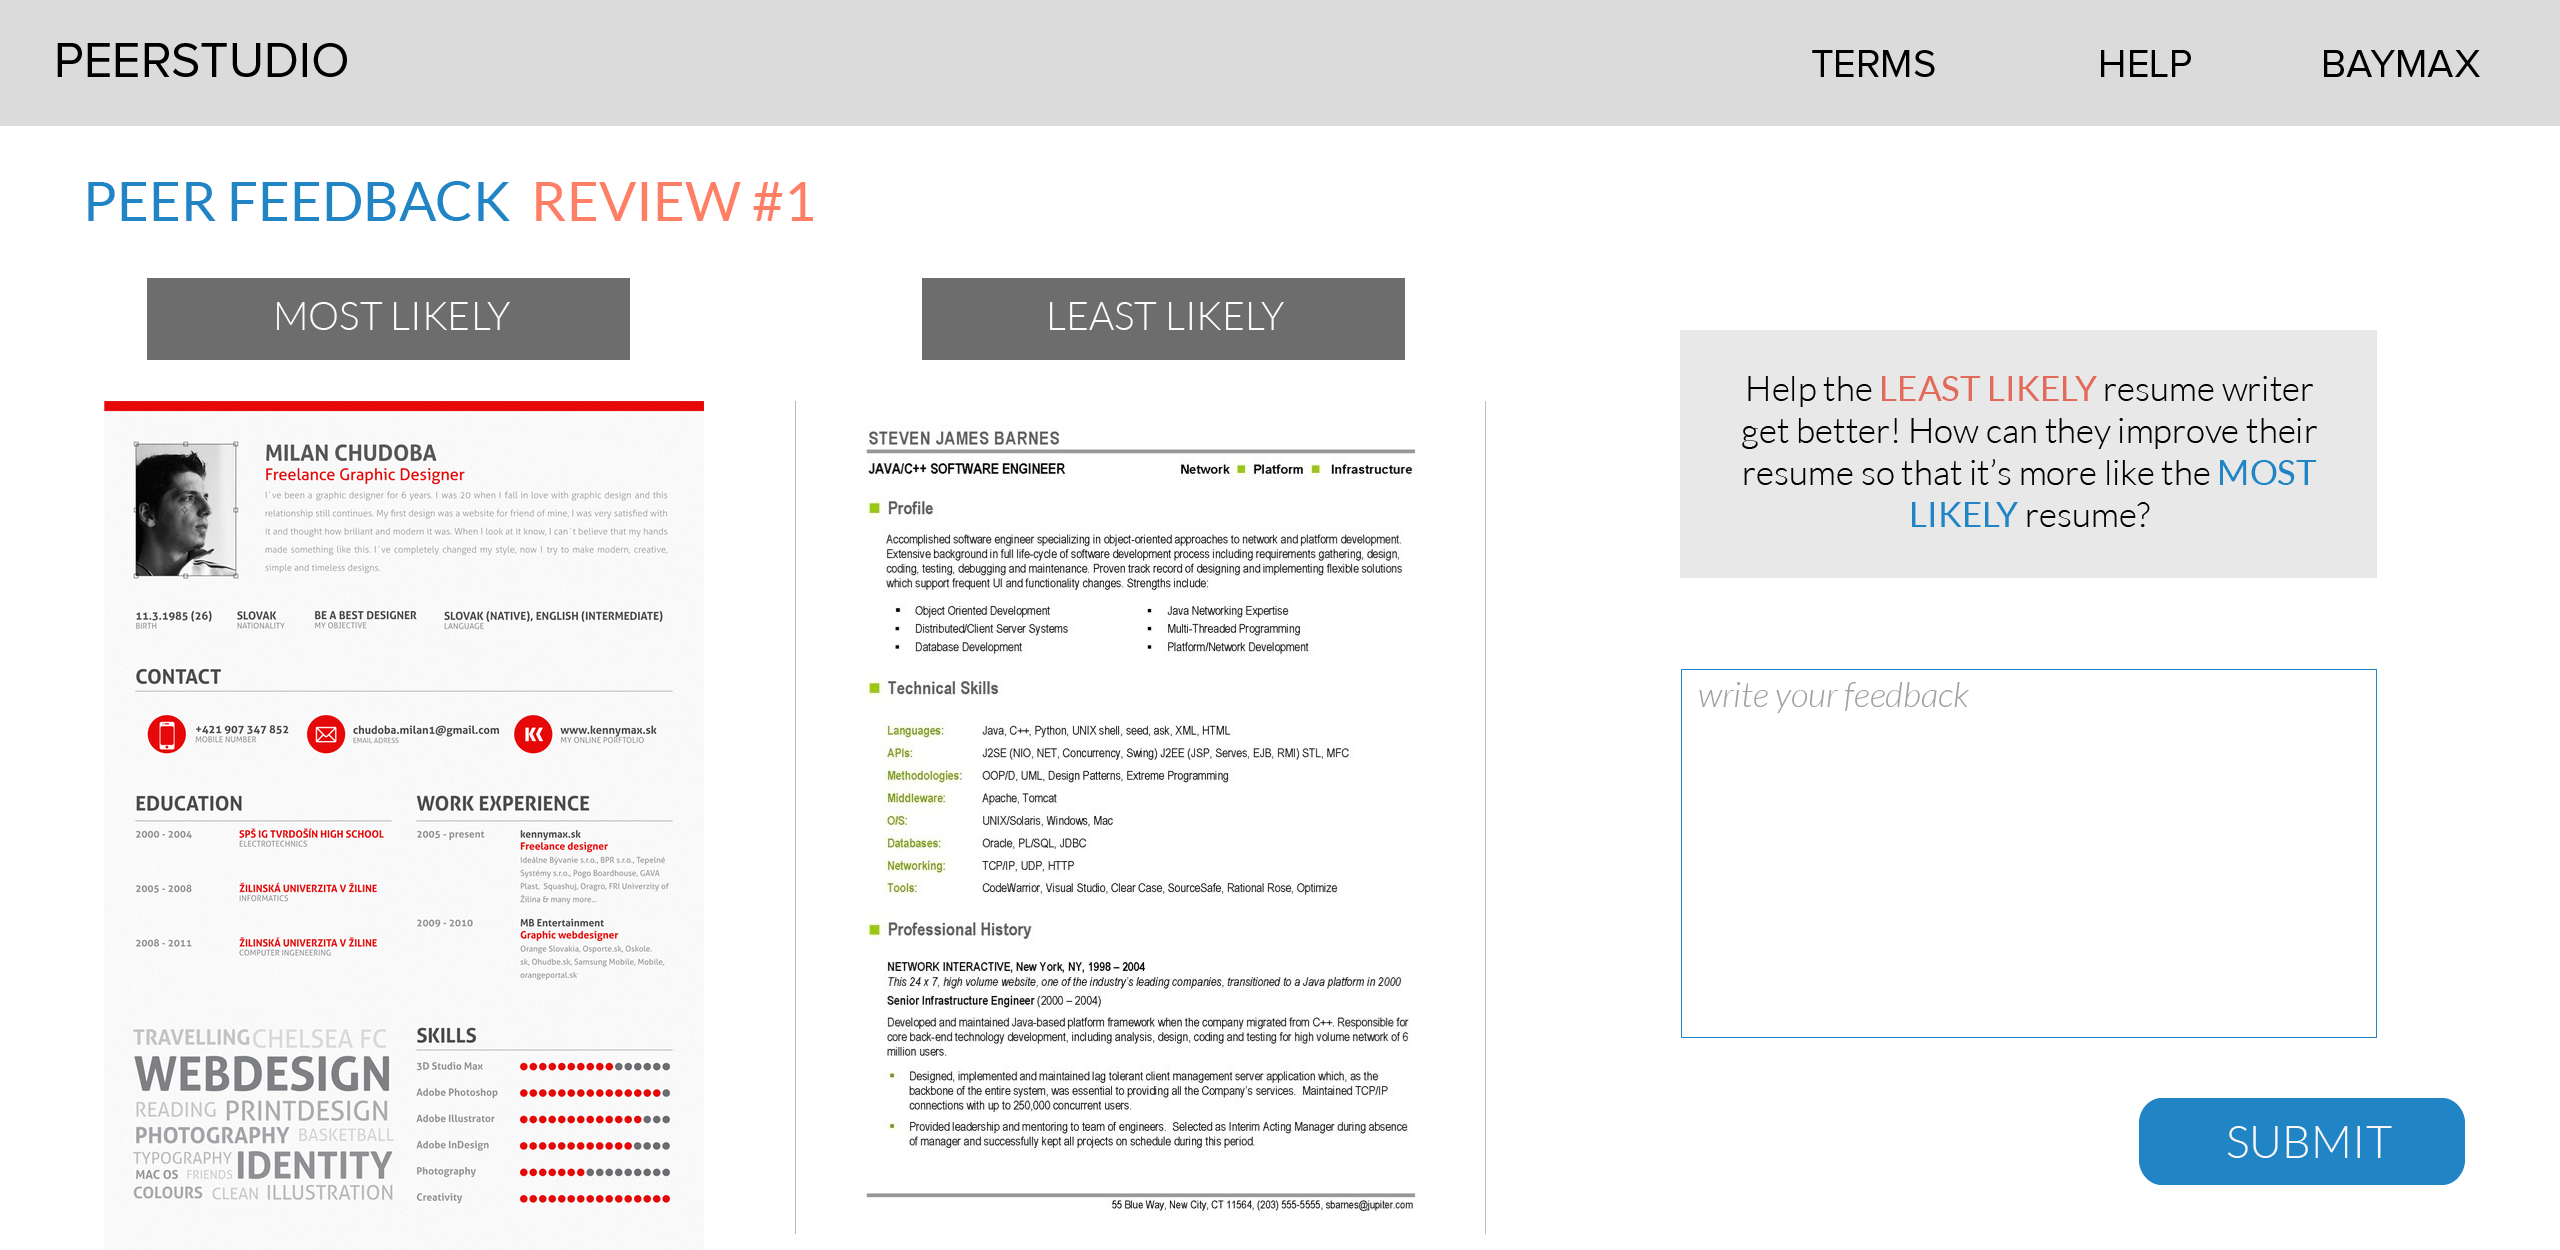 PEERSTUDIO
TERMS
HELP
BAYMAX
PEER FEEDBACK REVIEW #1
MOST LIKELY
MILAN CHUDOBA
Freelance Graphic Designer
I´ve been a graphic designer for 6 years. I was 20 when I fall in love with graphic design and this
relationship still continues. My first design was a website for friend of mine, I was very satisfied with
it and thought how briliant and modern it was. When I look at it know, I can´t believe that my hands
made something like this. I´ve completely changed my style, now I try to make modern, creative,
simple and timeless designs.
11.3.1985 (26)
BIRTH
SLOVAK
NATIONALITY
BE A BEST DESIGNER
MY OBJECTIVE
SLOVAK (NATIVE), ENGLISH (INTERMEDIATE)
LANGUAGE
CONTACT
+421 907 347 852
MOBILE NUMBER
chudoba.milan1@gmail.com
EMAIL ADRESS
KK
www.kennymax.sk
MY ONLINE PORFTOLIO
EDUCATION
2000 - 2004
SPŠ IG TVRDOŠÍN HIGH SCHOOL
ELECTROTECHNICS
2005 - 2008
ŽILINSKÁ UNIVERZITA V ŽILINE
INFORMATICS
2008 - 2011
ŽILINSKÁ UNIVERZITA V ŽILINE
COMPUTER INGENEERING
WORK EXPERIENCE
2005 - present
kennymax.sk
Freelance designer
Ideálne Bývanie s.r.o., BPR s.r.o., Tepelné
Systémy s.r.o., Pogo Boardhouse, GAVA
Plast, Squashuj, Oragro, FRI Univerzity of
Žilina & many more...
2009 - 2010
MB Entertainment
Graphic webdesigner
Orange Slovakia, Osporte.sk, Oskole.
sk, Ohudbe.sk, Samsung Mobile, Mobile,
orangeportal.sk
TRAVELLING CHELSEA FC
WEBDESIGN
READING PRINTDESIGN
PHOTOGRAPHY BASKETBALL
TYPOGRAPHY IDENTITY
MAC OS FRIENDS
COLOURS CLEAN ILLUSTRATION
SKILLS
3D Studio Max
Adobe Photoshop
Adobe Illustrator
Adobe InDesign
Photography
Creativity
LEAST LIKELY
STEVEN JAMES BARNES
JAVA/C++ SOFTWARE ENGINEER
Network ■ Platform ■ Infrastructure
Profile
Accomplished software engineer specializing in object-oriented approaches to network and platform development.
Extensive background in full life-cycle of software development process including requirements gathering, design,
coding, testing, debugging and maintenance. Proven track record of designing and implementing flexible solutions
which support frequent UI and functionality changes. Strengths include:
▪ Object Oriented Development
▪ Distributed/Client Server Systems
▪ Database Development
▪ Java Networking Expertise
▪ Multi-Threaded Programming
▪ Platform/Network Development
Technical Skills
Languages: Java, C++, Python, UNIX shell, seed, ask, XML, HTML
APIs: J2SE (NIO, NET, Concurrency, Swing) J2EE (JSP, Serves, EJB, RMI) STL, MFC
Methodologies: OOP/D, UML, Design Patterns, Extreme Programming
Middleware: Apache, Tomcat
O/S: UNIX/Solaris, Windows, Mac
Databases: Oracle, PL/SQL, JDBC
Networking: TCP/IP, UDP, HTTP
Tools: CodeWarrior, Visual Studio, Clear Case, SourceSafe, Rational Rose, Optimize
Professional History
NETWORK INTERACTIVE, New York, NY, 1998 – 2004
This 24 x 7, high volume website, one of the industry's leading companies, transitioned to a Java platform in 2000
Senior Infrastructure Engineer (2000 – 2004)
Developed and maintained Java-based platform framework when the company migrated from C++. Responsible for
core back-end technology development, including analysis, design, coding and testing for high volume network of 6
million users.
▪ Designed, implemented and maintained lag tolerant client management server application which, as the
backbone of the entire system, was essential to providing all the Company's services. Maintained TCP/IP
connections with up to 250,000 concurrent users.
▪ Provided leadership and mentoring to team of engineers. Selected as Interim Acting Manager during absence
of manager and successfully kept all projects on schedule during this period.
55 Blue Way, New City, CT 11564, (203) 555-5555, sbarnes@jupiter.com
Help the LEAST LIKELY resume writer
get better! How can they improve their
resume so that it’s more like the MOST
LIKELY resume?
write your feedback
SUBMIT